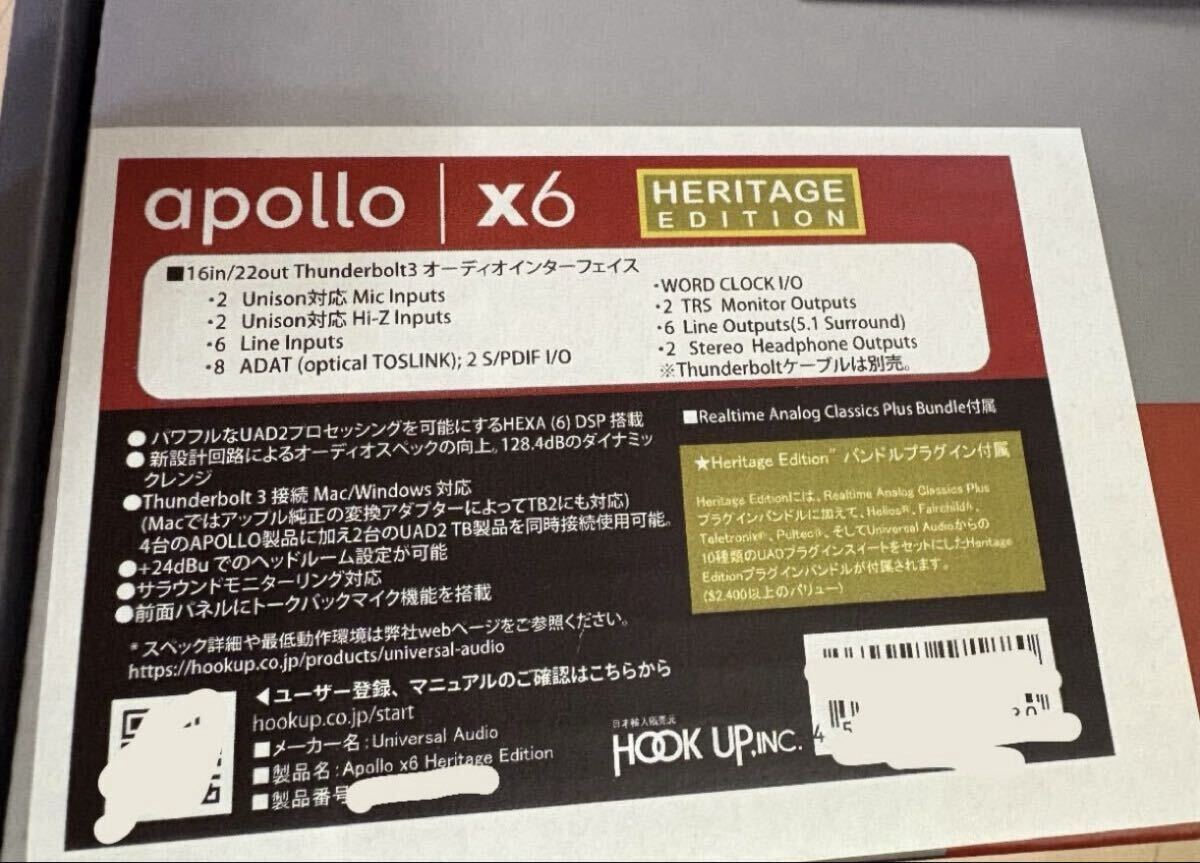 apollo | x6
HERITAGE
EDITION
■16in/22out Thunderbolt3 オーディオインターフェイス
・2 Unison対応 Mic Inputs
・2 Unison対応 Hi-Z Inputs
・6 Line Inputs
・8 ADAT (optical TOSLINK); 2 S/PDIF I/O
・WORD CLOCK I/O
・2 TRS Monitor Outputs
・6 Line Outputs(5.1 Surround)
・2 Stereo Headphone Outputs
※Thunderboltケーブルは別売。
● パワフルなUAD2プロセッシングを可能にするHEXA (6) DSP 搭載
● 新設計回路によるオーディオスペックの向上。128.4dBのダイナミッ
クレンジ
●Thunderbolt 3 接続 Mac/Windows 対応
(Macではアップル純正の変換アダプターによってTB2にも対応)
4台のAPOLLO製品に加え2台のUAD2 TB製品を同時接続使用可能。
●+24dBu でのヘッドルーム設定が可能
●サラウンドモニターリング対応
●前面パネルにトークバックマイク機能を搭載
* スペック詳細や最低動作環境は弊社webページをご参照ください。
https://hookup.co.jp/products/universal-audio
■Realtime Analog Classics Plus Bundle付属
★Heritage Edition" バンドルプラグイン付属
Heritage Editionには、Realtime Analog Classics Plus
プラグインバンドルに加えて、Helios®、Fairchild®、
Teletronix®、Pultec®、そしてUniversal Audioからの
10種類のUADプラグインスイートをセットにしたHeritage
Editionプラグインバンドルが付属されます。
($2,400以上のバリュー)
◀ユーザー登録、マニュアルのご確認はこちらから
hookup.co.jp/start
■メーカー名:Universal Audio
■製品名:Apollo x6 Heritage Edition
■製品番号
日本輸入販売元
HOOK UP,INC.
4 5